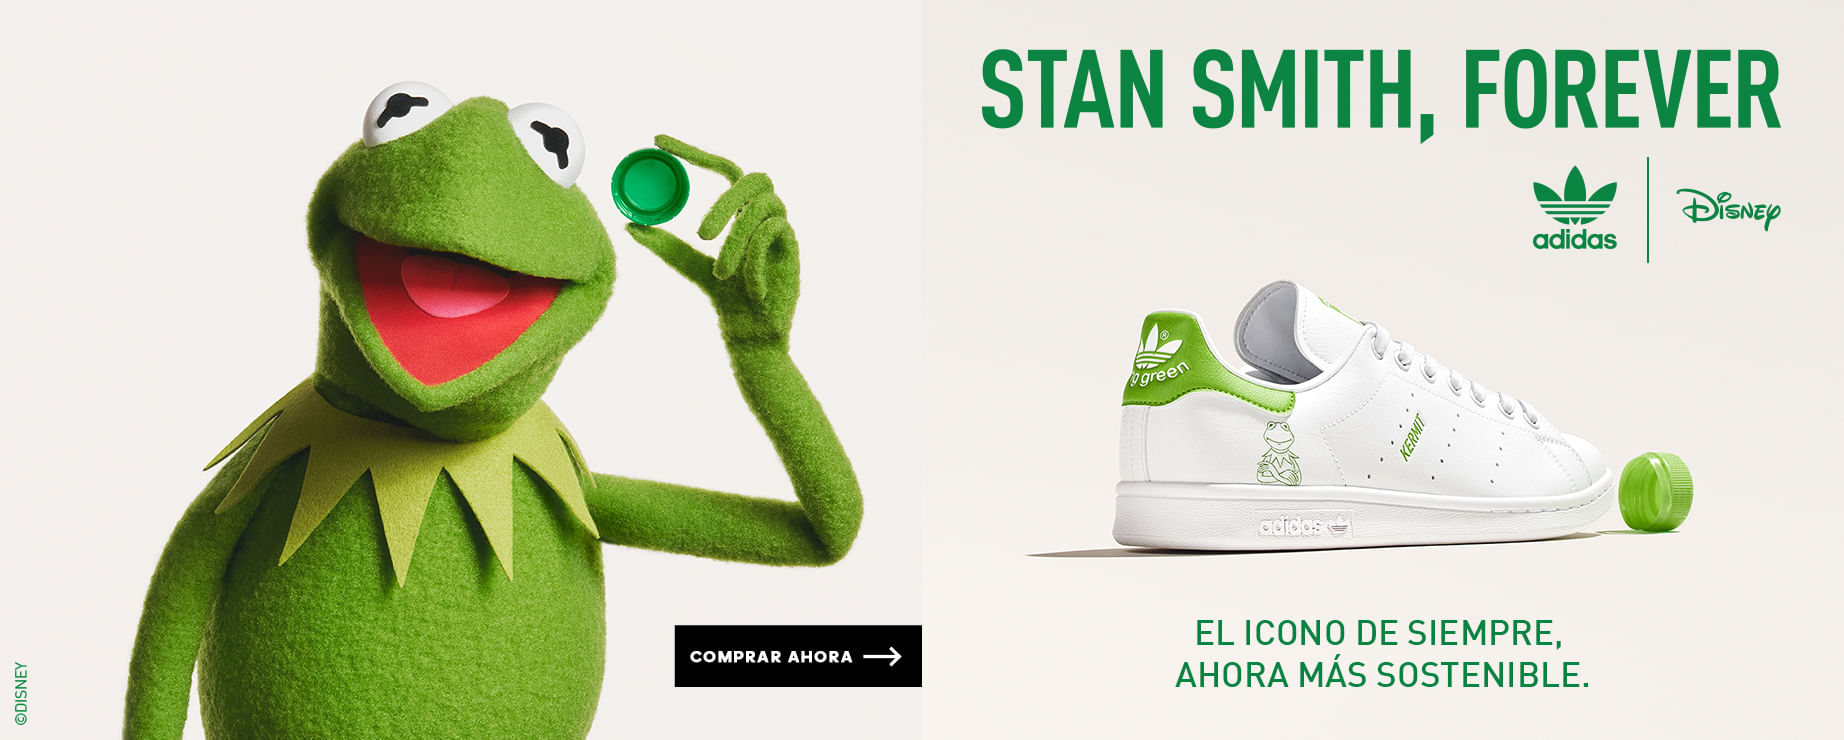 STAN SMITH, FOREVER
adidas
Disney
® green
KERMIT
adidas
EL ICONO DE SIEMPRE,
AHORA MÁS SOSTENIBLE.
COMPRAR AHORA
©DISNEY